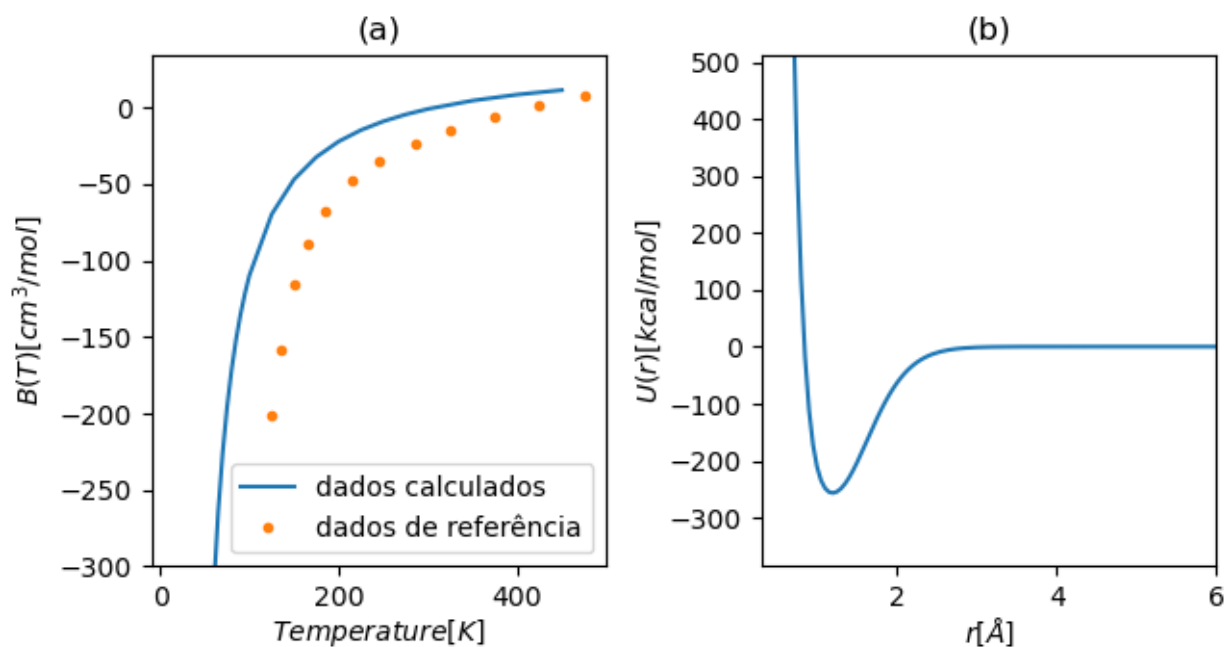 (a)
B(T)[cm³/mol]
0
−50
−100
−150
−200
−250
−300
dados calculados
dados de referência
0
200
400
Temperature[K]
(b)
U(r)[kcal/mol]
500
400
300
200
100
0
−100
−200
−300
2
4
6
r[Å]